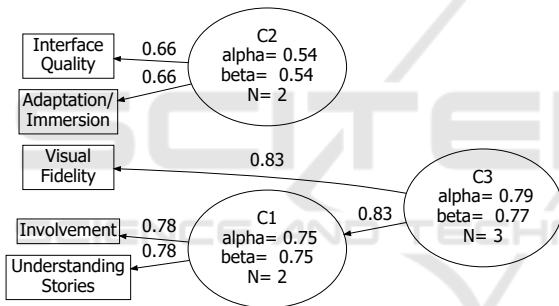 Interface
Quality
0.66
C2
alpha= 0.54
beta= 0.54
N= 2
0.66
Adaptation/
Immersion
Visual
Fidelity
0.83
C3
alpha= 0.79
beta= 0.77
N= 3
0.83
C1
alpha= 0.75
beta= 0.75
N= 2
Involvement
0.78
0.78
Understanding
Stories